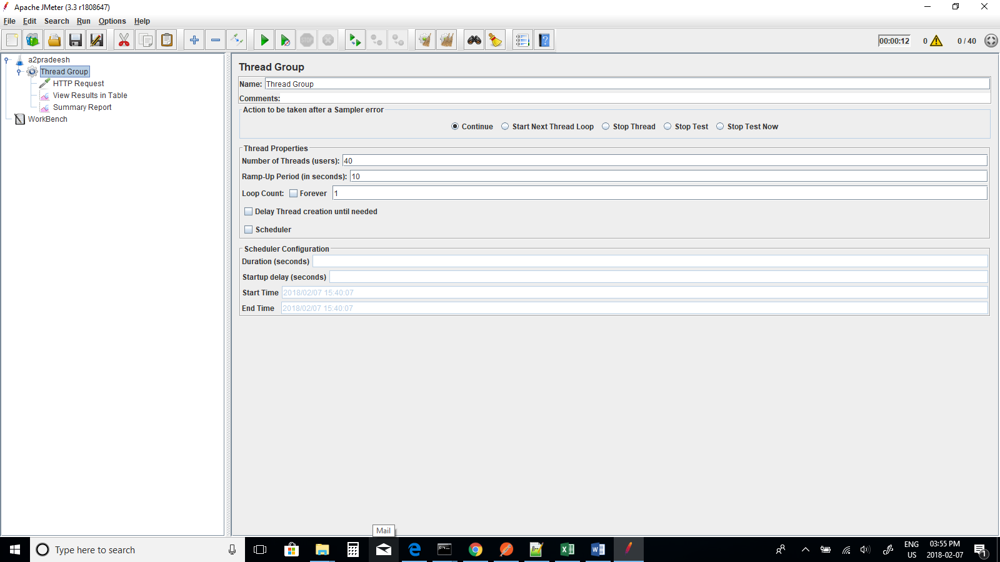 Apache JMeter (3.3 r1808647)
File Edit Search Run Options Help
STOP
00:00:12 0 0 / 40
a2pradeesh
Thread Group
HTTP Request
View Results in Table
Summary Report
WorkBench
Thread Group
Name: Thread Group
Comments:
Action to be taken after a Sampler error
Continue Start Next Thread Loop Stop Thread Stop Test Stop Test Now
Thread Properties
Number of Threads (users): 40
Ramp-Up Period (in seconds): 10
Loop Count: Forever 1
Delay Thread creation until needed
Scheduler
Scheduler Configuration
Duration (seconds)
Startup delay (seconds)
Start Time 2018/02/07 15:40:07
End Time 2018/02/07 15:40:07
Mail
Type here to search
ENG
US
03:55 PM
2018-02-07
1